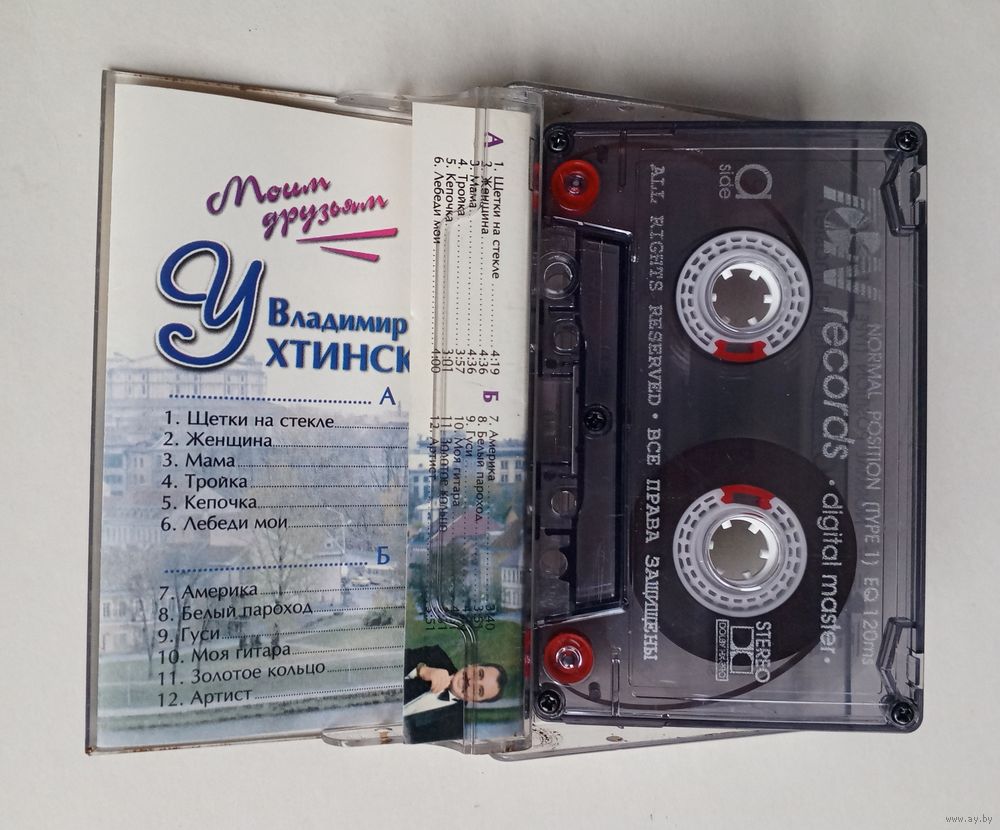 Моим
друзьям
Владимир
УХТИНСК
А
1. Щетки на стекле
2. Женщина
3. Мама
4. Тройка
5. Кепочка
6. Лебеди мои
Б
7. Америка
8. Белый пароход
9. Гуси
10. Моя гитара
11. Золотое кольцо
12. Артист
А
1. Щетки на стекле 4:19
2. Женщина 4:36
3. Мама 4:36
4. Тройка 3:57
5. Кепочка 3:01
6. Лебеди мои 4:00
Б
7. Америка 3:40
8. Белый пароход
9. Гуси
10. Моя гитара
11. Золотое кольцо
12. Артист
a
side
ALL RIGHTS RESERVED · ВСЕ ПРАВА ЗАЩИЩЕНЫ
records
· digital master ·
NORMAL POSITION (TYPE 1) EQ 120ms
STEREO
DOLBY HX-PRO
www.ay.by